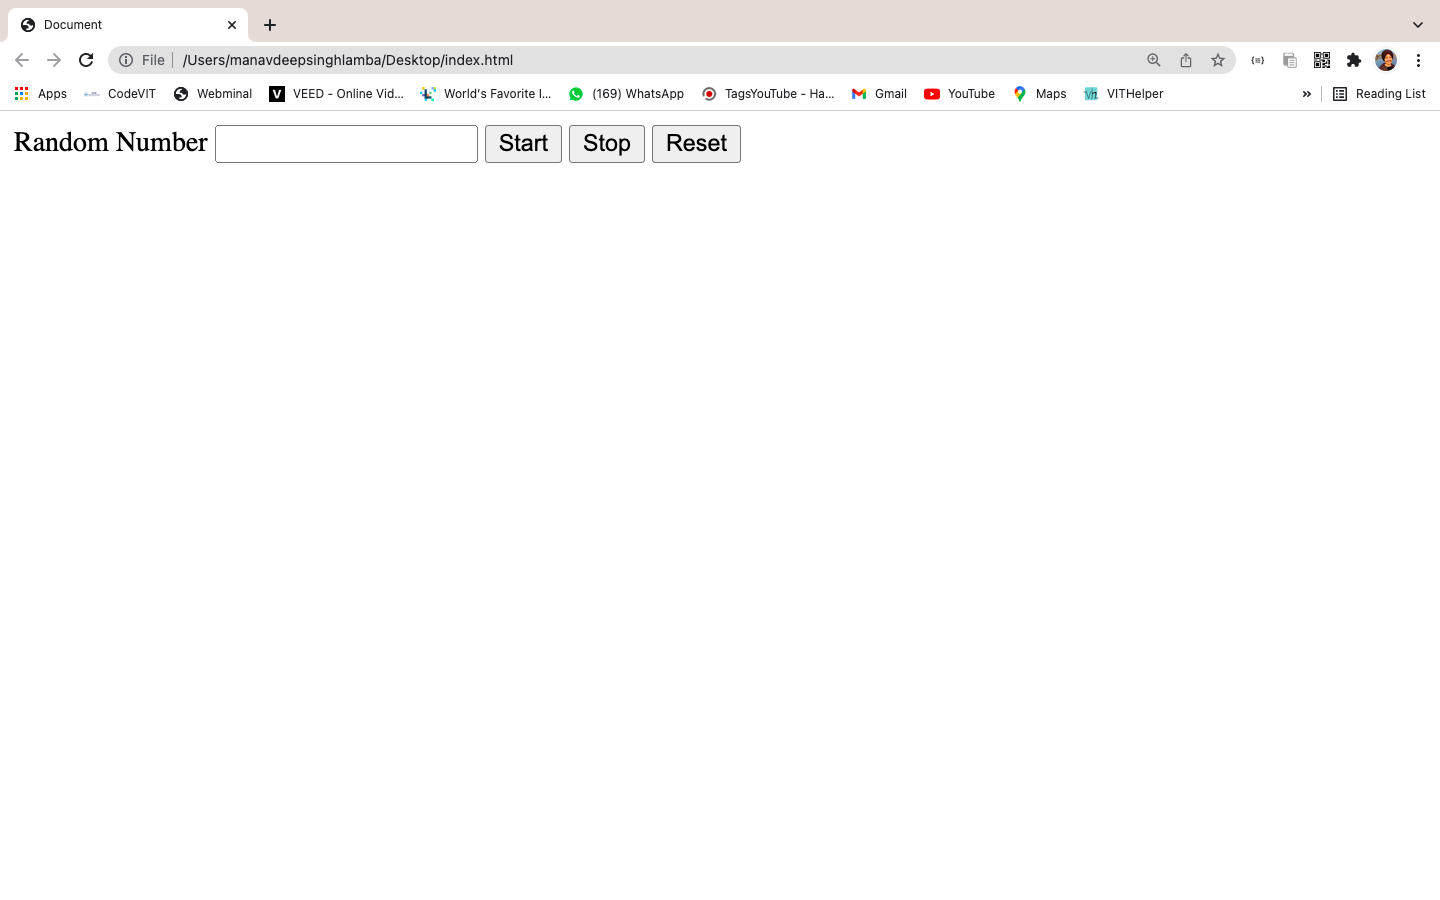 Document
File /Users/manavdeepsinghlamba/Desktop/index.html
Apps CodeVIT Webminal VEED - Online Vid... World's Favorite I... (169) WhatsApp TagsYouTube - Ha... Gmail YouTube Maps VITHelper » Reading List
Random Number Start Stop Reset